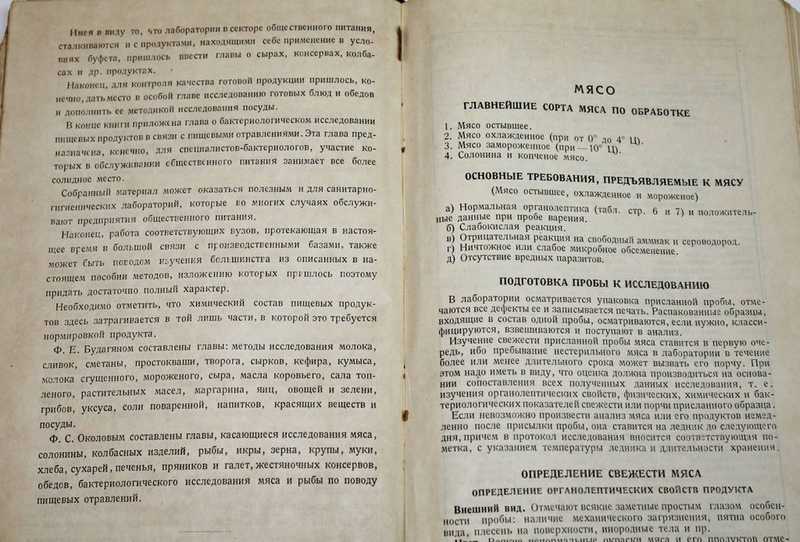 Имея в виду то, что лаборатории в секторе общественного питания,
сталкиваются и с продуктами, находящими себе применение в усло-
виях буфета, пришлось ввести главы о сырах, консервах, колба-
сах и др. продуктах.
Наконец, для контроля качества готовой продукции пришлось, ко-
нечно, дать место в особой главе исследованию готовых блюд и обедов
и дополнить ее методикой исследования посуды.
В конце книги приложена глава о бактериологическом исследовании
пищевых продуктов в связи с пищевыми отравлениями. Эта глава пред-
назначена, конечно, для специалистов-бактериологов, участие ко-
торых в обслуживании общественного питания занимает все более
солидное место.
Собранный материал может оказаться полезным и для санитарно-
гигиенических лабораторий, которые во многих случаях обслужи-
вают предприятия общественного питания.
Наконец, работа соответствующих вузов, протекающая в настоя-
щее время в большой связи с производственными базами, также
может быть поводом изучения большинства из описанных в на-
стоящем пособии методов, изложению которых пришлось поэтому
придать достаточно полный характер.
Необходимо отметить, что химический состав пищевых продук-
тов здесь затрагивается в той лишь части, в которой это требуется
нормировкой продукта.
Ф. Е. Будагяном составлены главы: методы исследования молока,
сливок, сметаны, простокваши, творога, сырков, кефира, кумыса,
молока сгущенного, мороженого, сыра, масла коровьего, сала топ-
леного, растительных масел, маргарина, яиц, овощей и зелени,
грибов, уксуса, соли поваренной, напитков, красящих веществ и
посуды.
Ф. С. Околовым составлены главы, касающиеся исследования мяса,
солонины, колбасных изделий, рыбы, икры, зерна, крупы, муки,
хлеба, сухарей, печенья, пряников и галет, жестяночных консервов,
обедов, бактериологического исследования мяса и рыбы по поводу
пищевых отравлений.
МЯСО
ГЛАВНЕЙШИЕ СОРТА МЯСА ПО ОБРАБОТКЕ
1. Мясо остывшее.
2. Мясо охлажденное (при от 0° до 4° Ц).
3. Мясо замороженное (при — 10° Ц).
4. Солонина и копченое мясо.
ОСНОВНЫЕ ТРЕБОВАНИЯ, ПРЕДЪЯВЛЯЕМЫЕ К МЯСУ
(Мясо остывшее, охлажденное и мороженое)
а) Нормальная органолептика (табл. стр. 6 и 7) и положитель-
ные данные при пробе варения.
б) Слабокислая реакция.
в) Отрицательная реакция на свободный аммиак и сероводород.
г) Ничтожное или слабое микробное обсеменение.
д) Отсутствие вредных паразитов.
ПОДГОТОВКА ПРОБЫ К ИССЛЕДОВАНИЮ
В лаборатории осматривается упаковка присланной пробы, отме-
чаются все дефекты ее и записывается печать. Распакованные образцы,
входящие в состав одной пробы, осматриваются, если нужно, класси-
фицируются, взвешиваются и поступают в анализ.
Изучение свежести присланной пробы мяса ставится в первую оче-
редь, ибо пребывание нестерильного мяса в лаборатории в течение
более или менее длительного срока может вызвать его порчу. При
этом надо иметь в виду, что оценка должна производиться на основа-
нии сопоставления всех полученных данных исследования, т. е.
изучения органолептических свойств, физических, химических и бак-
териологических показателей свежести или порчи присланного образца.
Если невозможно произвести анализ мяса или его продуктов немед-
ленно после присылки пробы, она ставится на ледник до следующего
дня, причем в протокол исследования вносится соответствующая по-
метка, с указанием температуры ледника и длительности хранения.
ОПРЕДЕЛЕНИЕ СВЕЖЕСТИ МЯСА
ОПРЕДЕЛЕНИЕ ОРГАНОЛЕПТИЧЕСКИХ СВОЙСТВ ПРОДУКТА
Внешний вид. Отмечают всякие заметные простым глазом особен-
ности пробы: наличие механического загрязнения, пятна особого
вида, плесень на поверхности, инородные тела и пр.
окраски мяса и его продуктов отме-